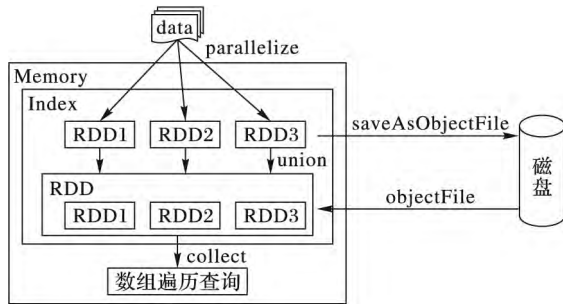 data
parallelize
Memory
Index
RDD1 RDD2 RDD3
saveAsObjectFile
union
RDD
objectFile
磁盘
RDD1 RDD2 RDD3
collect
数组遍历查询